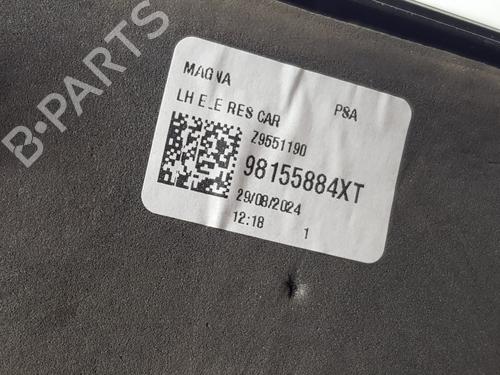 MAGNA PSA
LH ELE RES CAR
Z9551190
98155884XT
29/08/2024
12:18 1
B-PARTS